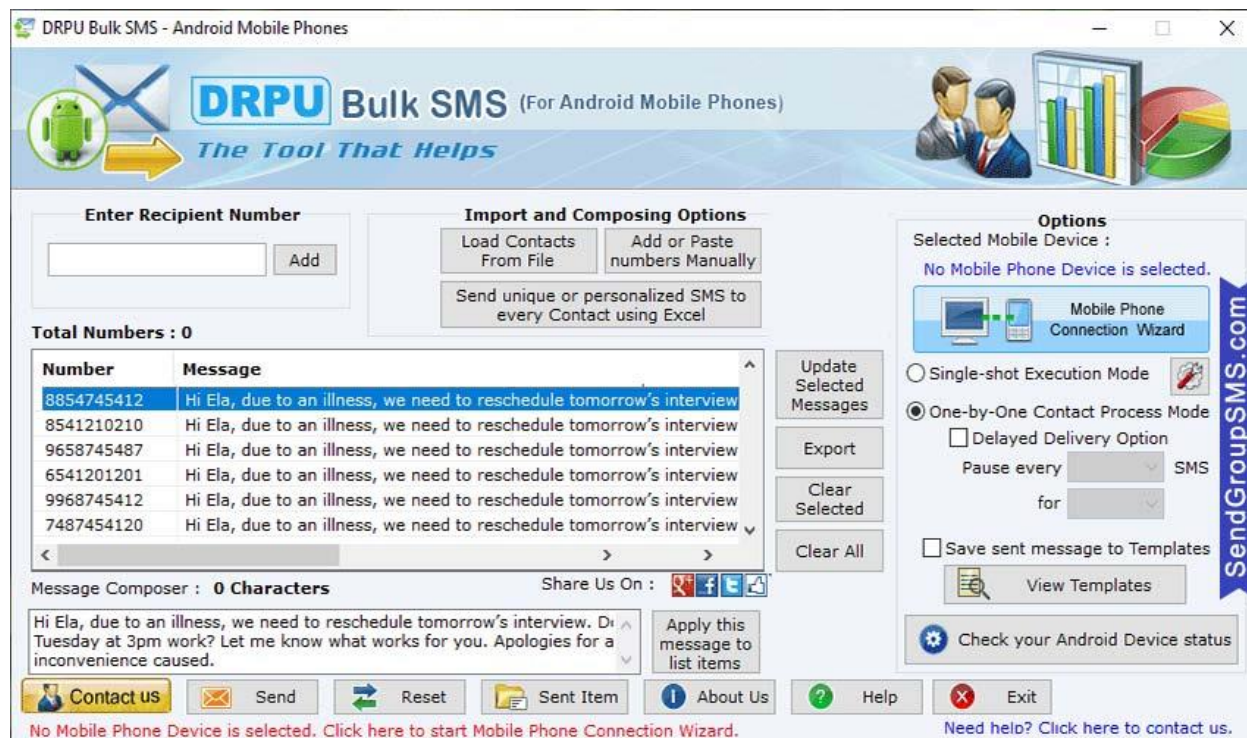 DRPU Bulk SMS - Android Mobile Phones
DRPU Bulk SMS (For Android Mobile Phones)
The Tool That Helps
Enter Recipient Number
Add
Import and Composing Options
Load Contacts
From File
Add or Paste
numbers Manually
Send unique or personalized SMS to
every Contact using Excel
Total Numbers : 0
Number Message
8854745412 Hi Ela, due to an illness, we need to reschedule tomorrow's interview
8541210210 Hi Ela, due to an illness, we need to reschedule tomorrow's interview
9658745487 Hi Ela, due to an illness, we need to reschedule tomorrow's interview
6541201201 Hi Ela, due to an illness, we need to reschedule tomorrow's interview
9968745412 Hi Ela, due to an illness, we need to reschedule tomorrow's interview
7487454120 Hi Ela, due to an illness, we need to reschedule tomorrow's interview
Update
Selected
Messages
Export
Clear
Selected
Clear All
Message Composer : 0 Characters
Share Us On :
Hi Ela, due to an illness, we need to reschedule tomorrow's interview.
Tuesday at 3pm work? Let me know what works for you. Apologies for a
inconvenience caused.
Apply this
message to
list items
Options
Selected Mobile Device :
No Mobile Phone Device is selected.
Mobile Phone
Connection Wizard
Single-shot Execution Mode
One-by-One Contact Process Mode
Delayed Delivery Option
Pause every SMS
for
Save sent message to Templates
View Templates
Check your Android Device status
SendGroupSMS.com
Contact us
Send
Reset
Sent Item
About Us
Help
Exit
No Mobile Phone Device is selected. Click here to start Mobile Phone Connection Wizard.
Need help? Click here to contact us.